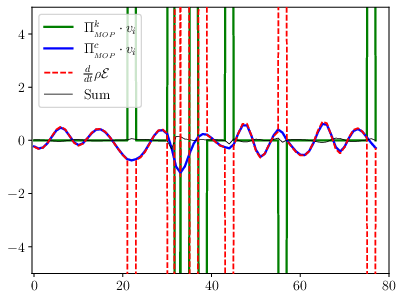 4
2
0
−2
−4
0 20 40 60 80
Π^k_{MOP} · v_i
Π^c_{MOP} · v_i
d/dt ρℰ
Sum